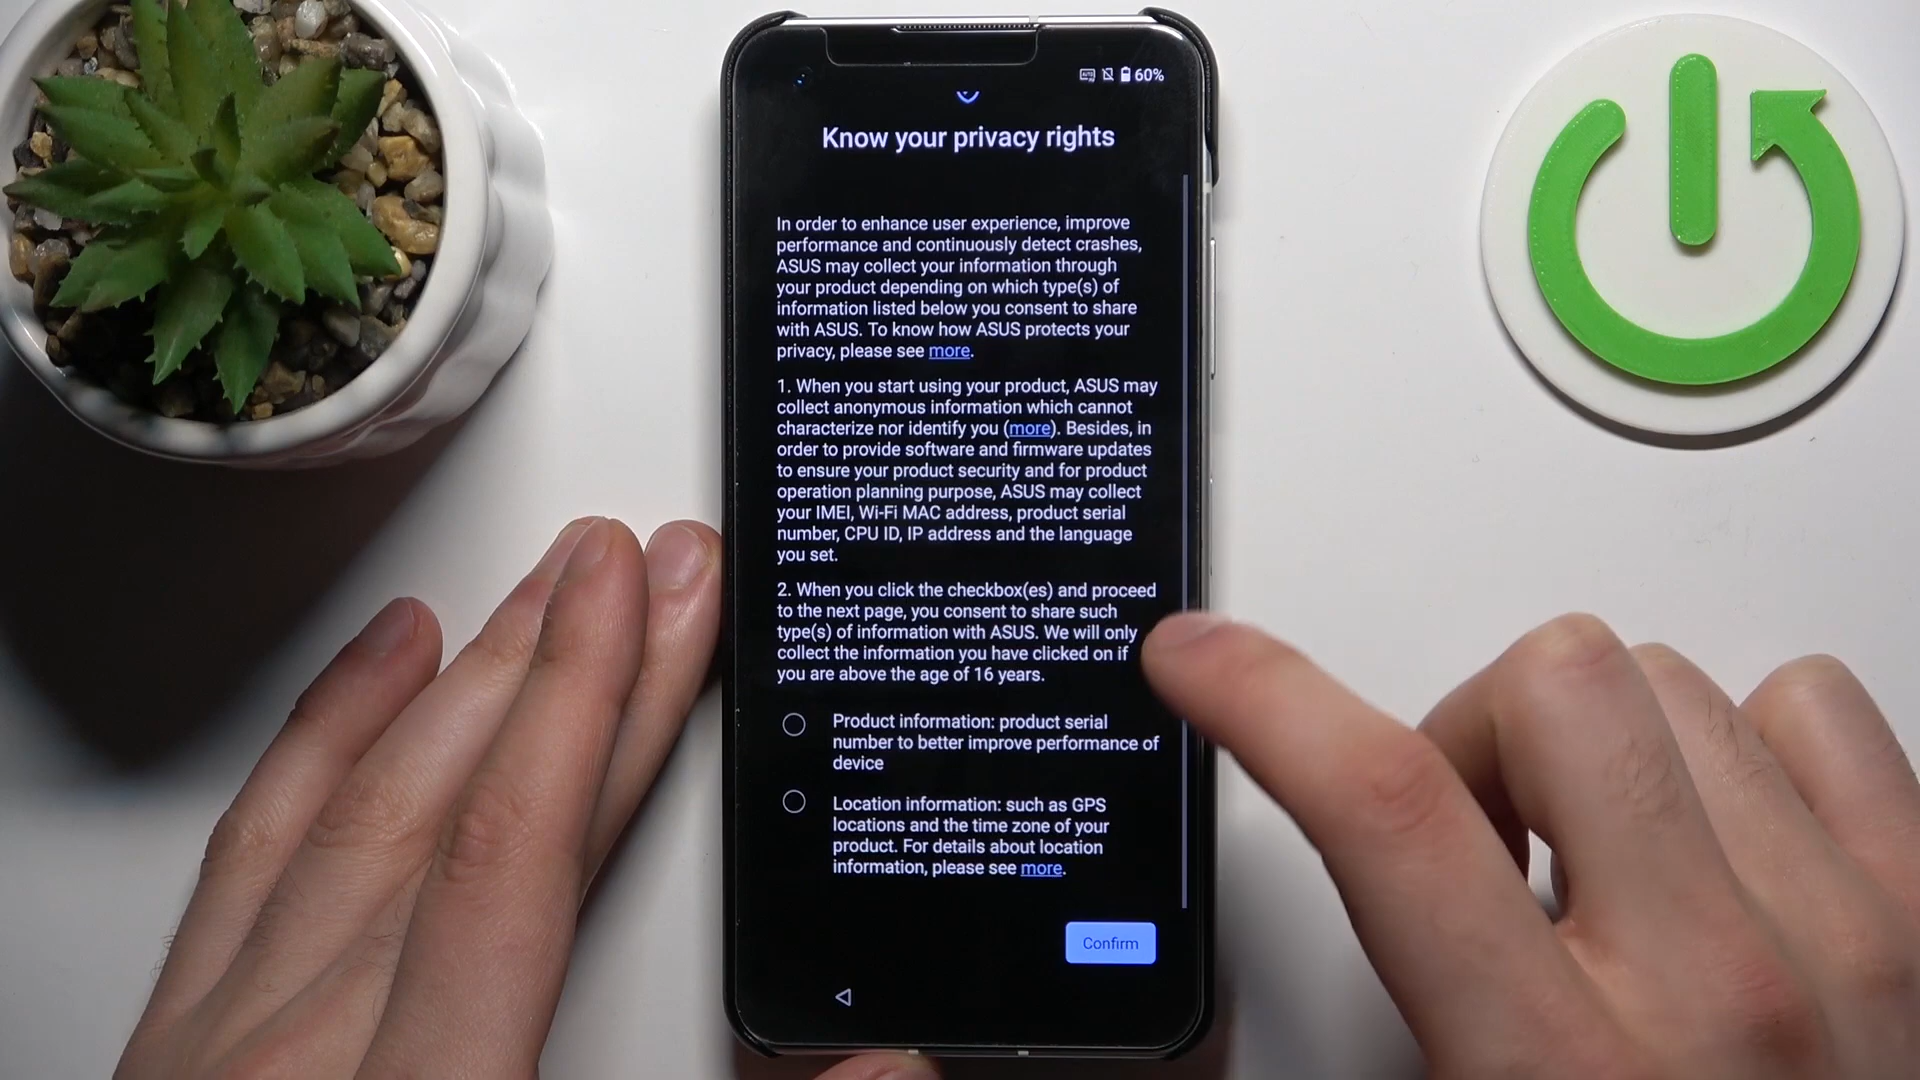 60%
Know your privacy rights
In order to enhance user experience, improve
performance and continuously detect crashes,
ASUS may collect your information through
your product depending on which type(s) of
information listed below you consent to share
with ASUS. To know how ASUS protects your
privacy, please see more.
1. When you start using your product, ASUS may
collect anonymous information which cannot
characterize nor identify you (more). Besides, in
order to provide software and firmware updates
to ensure your product security and for product
operation planning purpose, ASUS may collect
your IMEI, Wi-Fi MAC address, product serial
number, CPU ID, IP address and the language
you set.
2. When you click the checkbox(es) and proceed
to the next page, you consent to share such
type(s) of information with ASUS. We will only
collect the information you have clicked on if
you are above the age of 16 years.
Product information: product serial
number to better improve performance of
device
Location information: such as GPS
locations and the time zone of your
product. For details about location
information, please see more.
Confirm